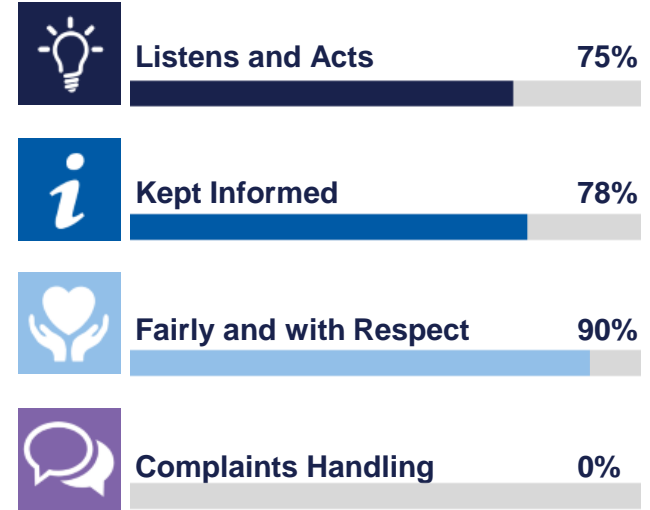 Listens and Acts 75%
Kept Informed 78%
Fairly and with Respect 90%
Complaints Handling 0%